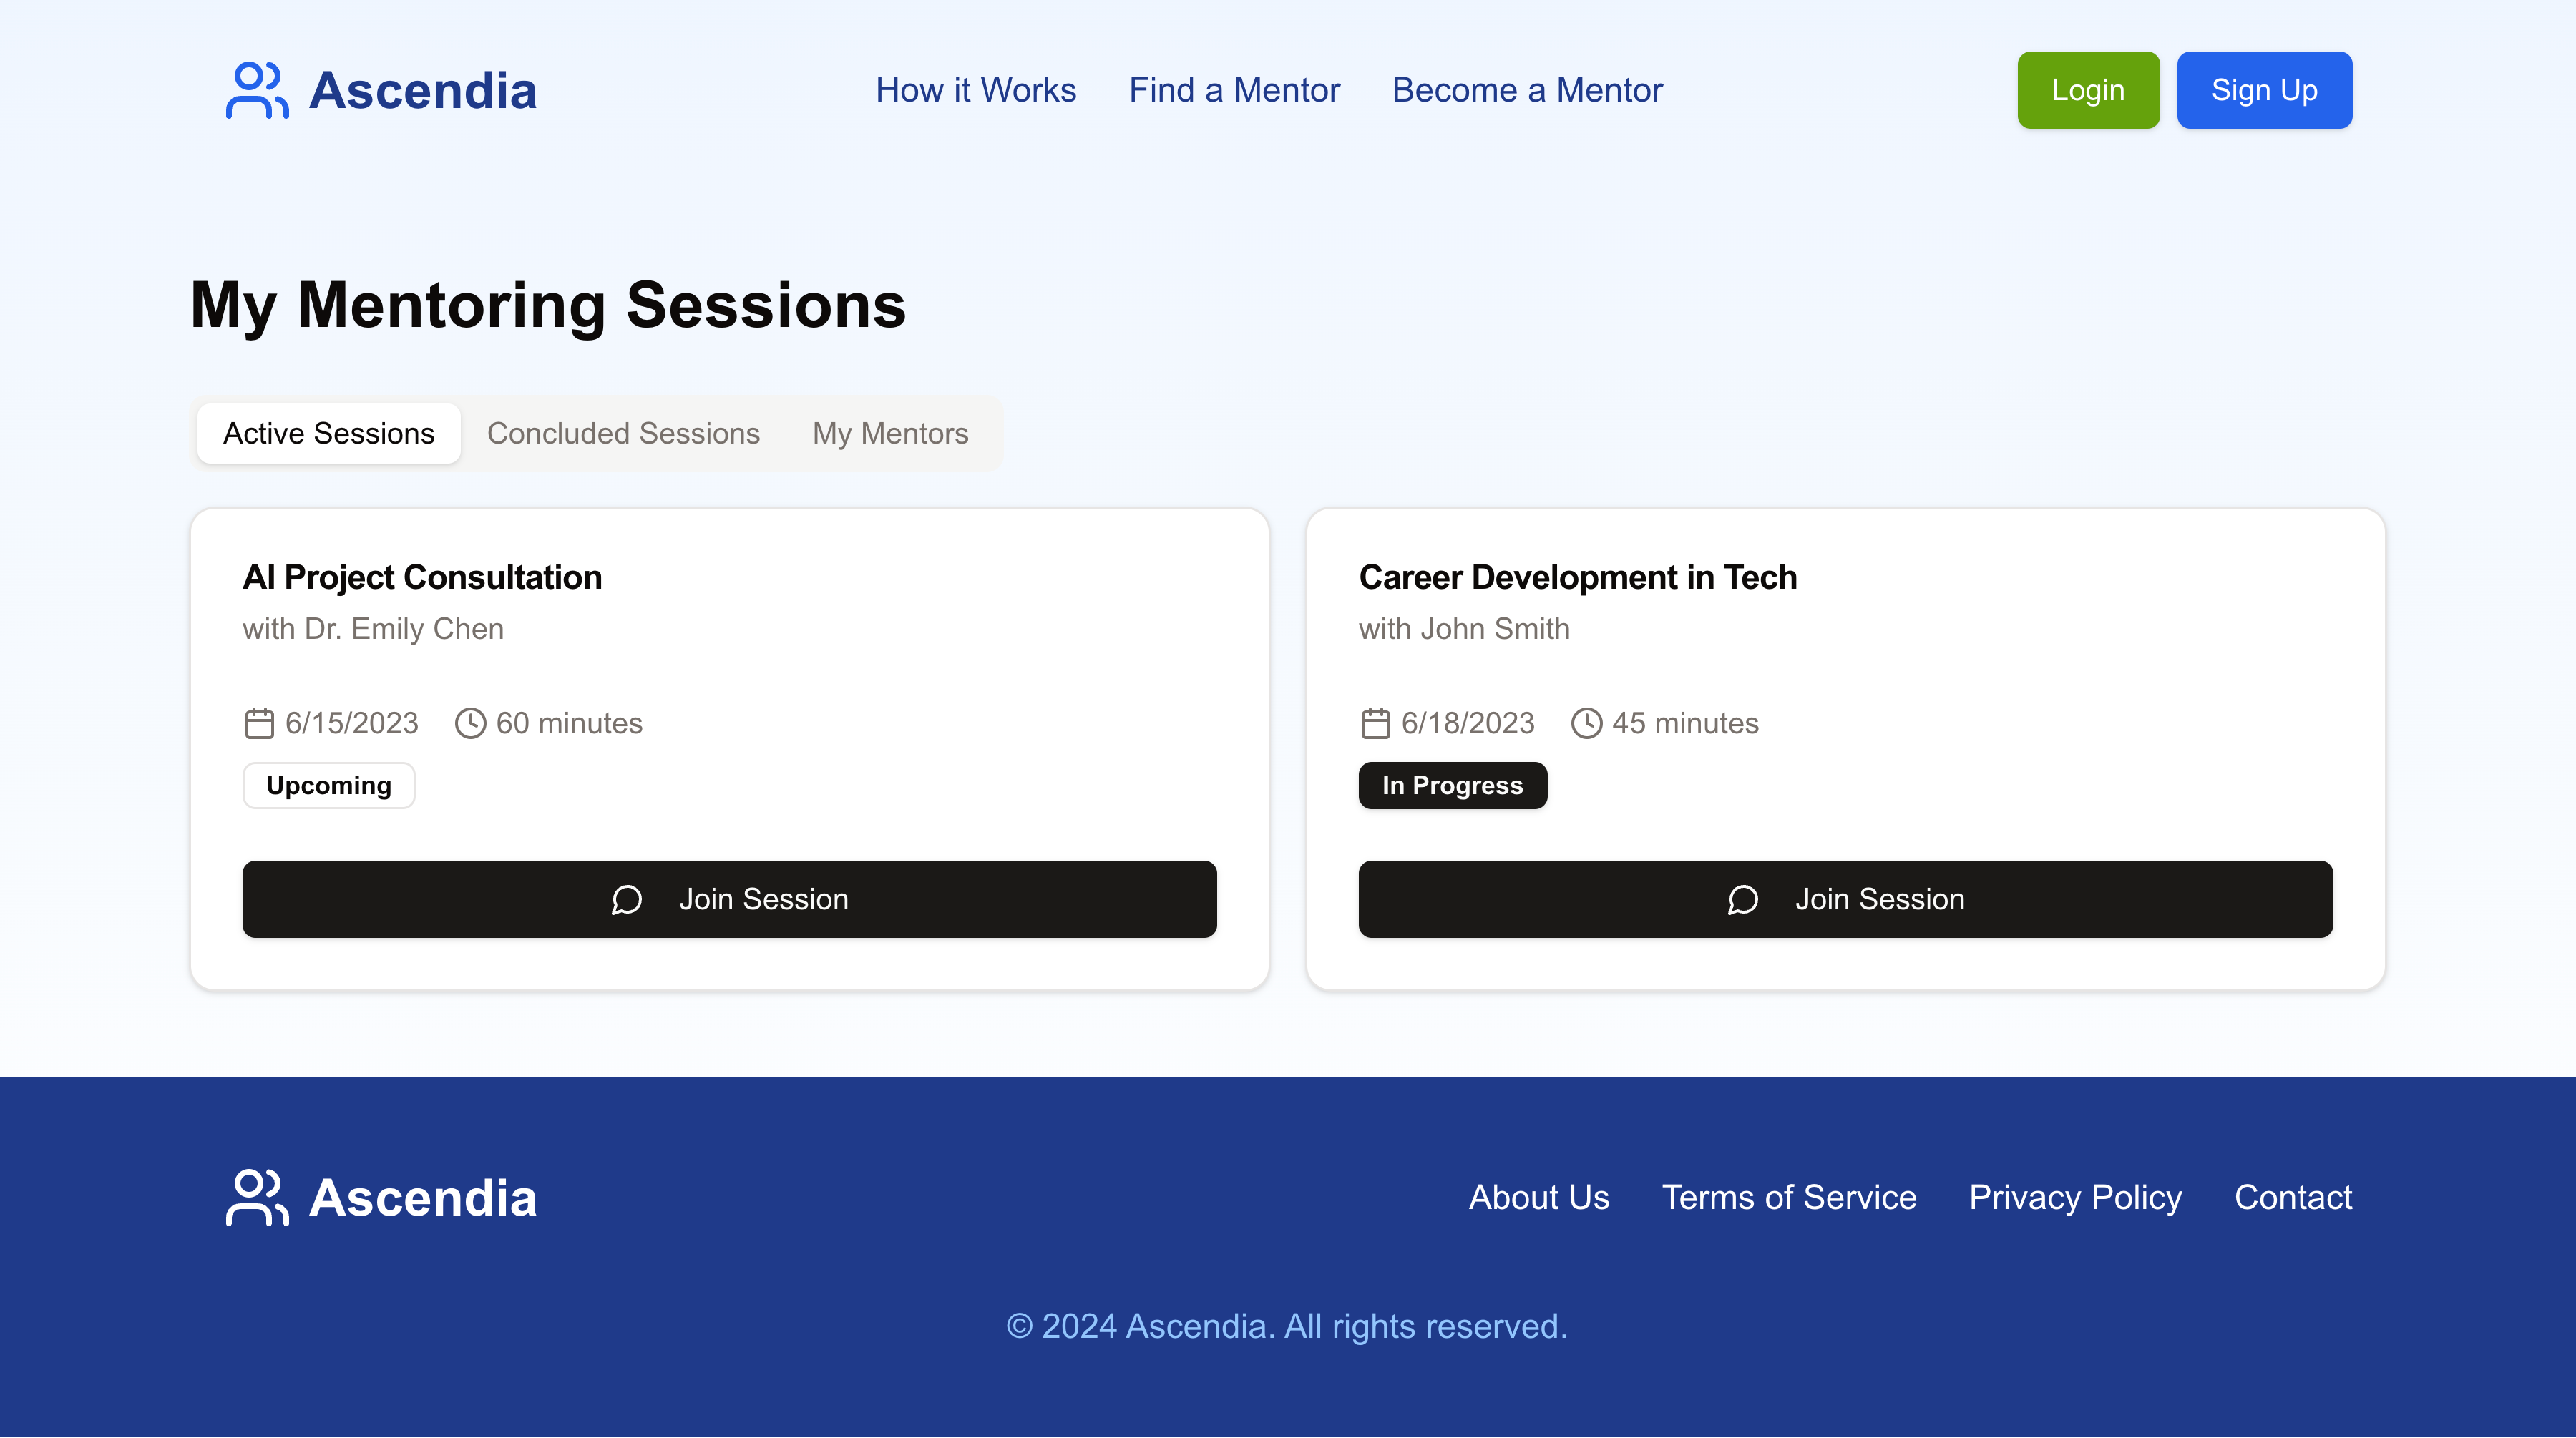 Ascendia
How it Works Find a Mentor Become a Mentor
Login Sign Up
My Mentoring Sessions
Active Sessions Concluded Sessions My Mentors
AI Project Consultation
with Dr. Emily Chen
6/15/2023 60 minutes
Upcoming
Join Session
Career Development in Tech
with John Smith
6/18/2023 45 minutes
In Progress
Join Session
Ascendia
About Us Terms of Service Privacy Policy Contact
© 2024 Ascendia. All rights reserved.